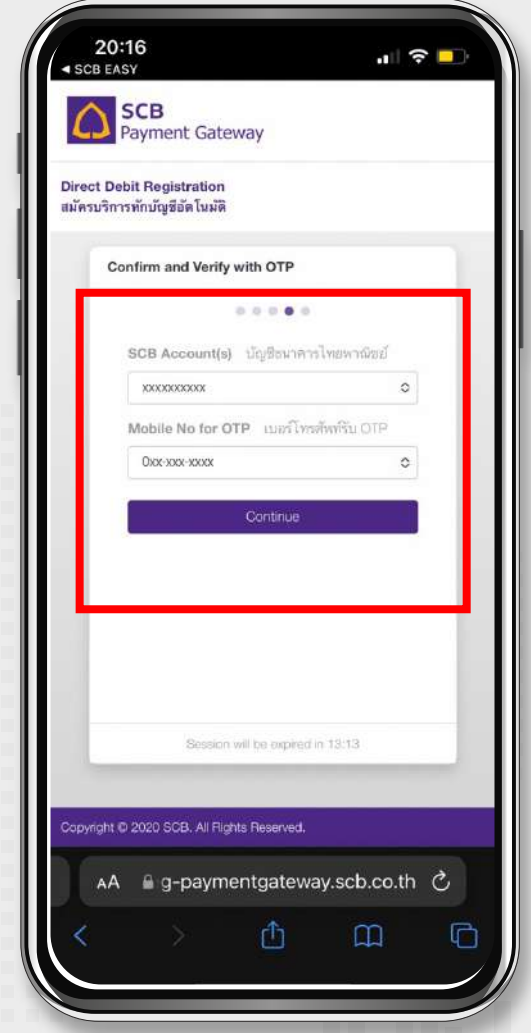 20:16
◀ SCB EASY
SCB
Payment Gateway
Direct Debit Registration
สมัครบริการหักบัญชีอัตโนมัติ
Confirm and Verify with OTP
SCB Account(s) บัญชีธนาคารไทยพาณิชย์
xxxxxxxxxx
Mobile No for OTP เบอร์โทรศัพท์รับ OTP
0xx-xxx-xxxx
Continue
Session will be expired in 13:13
Copyright © 2020 SCB. All Rights Reserved.
AA g-paymentgateway.scb.co.th